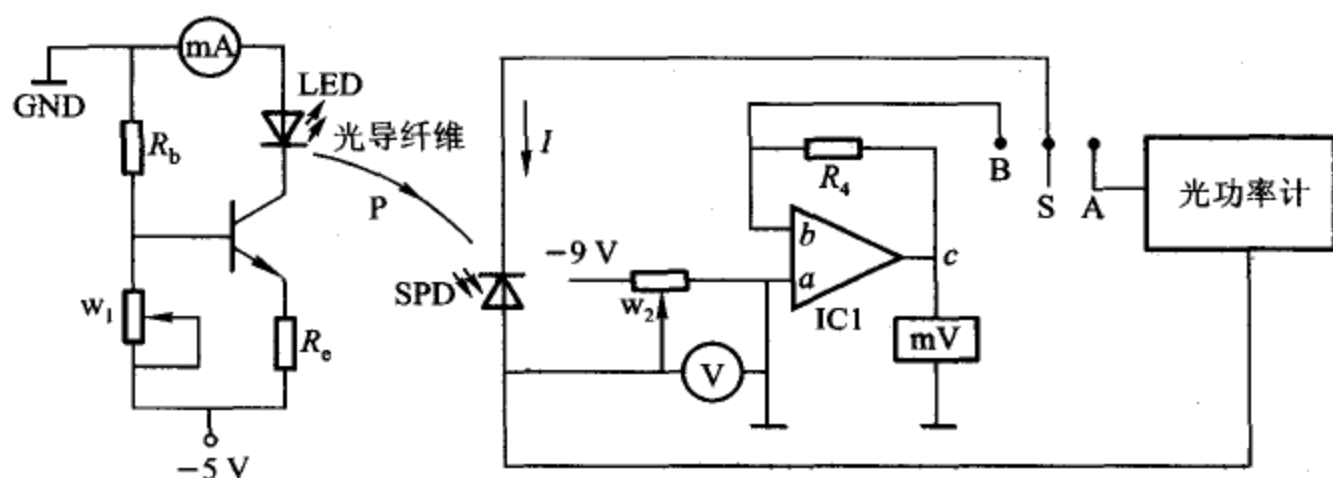 mA
GND
LED
光导纤维
R_b
P
I
R_4
B
S
A
光功率计
b
−9 V
a
c
SPD
w_2
IC1
w_1
R_e
V
mV
−5 V